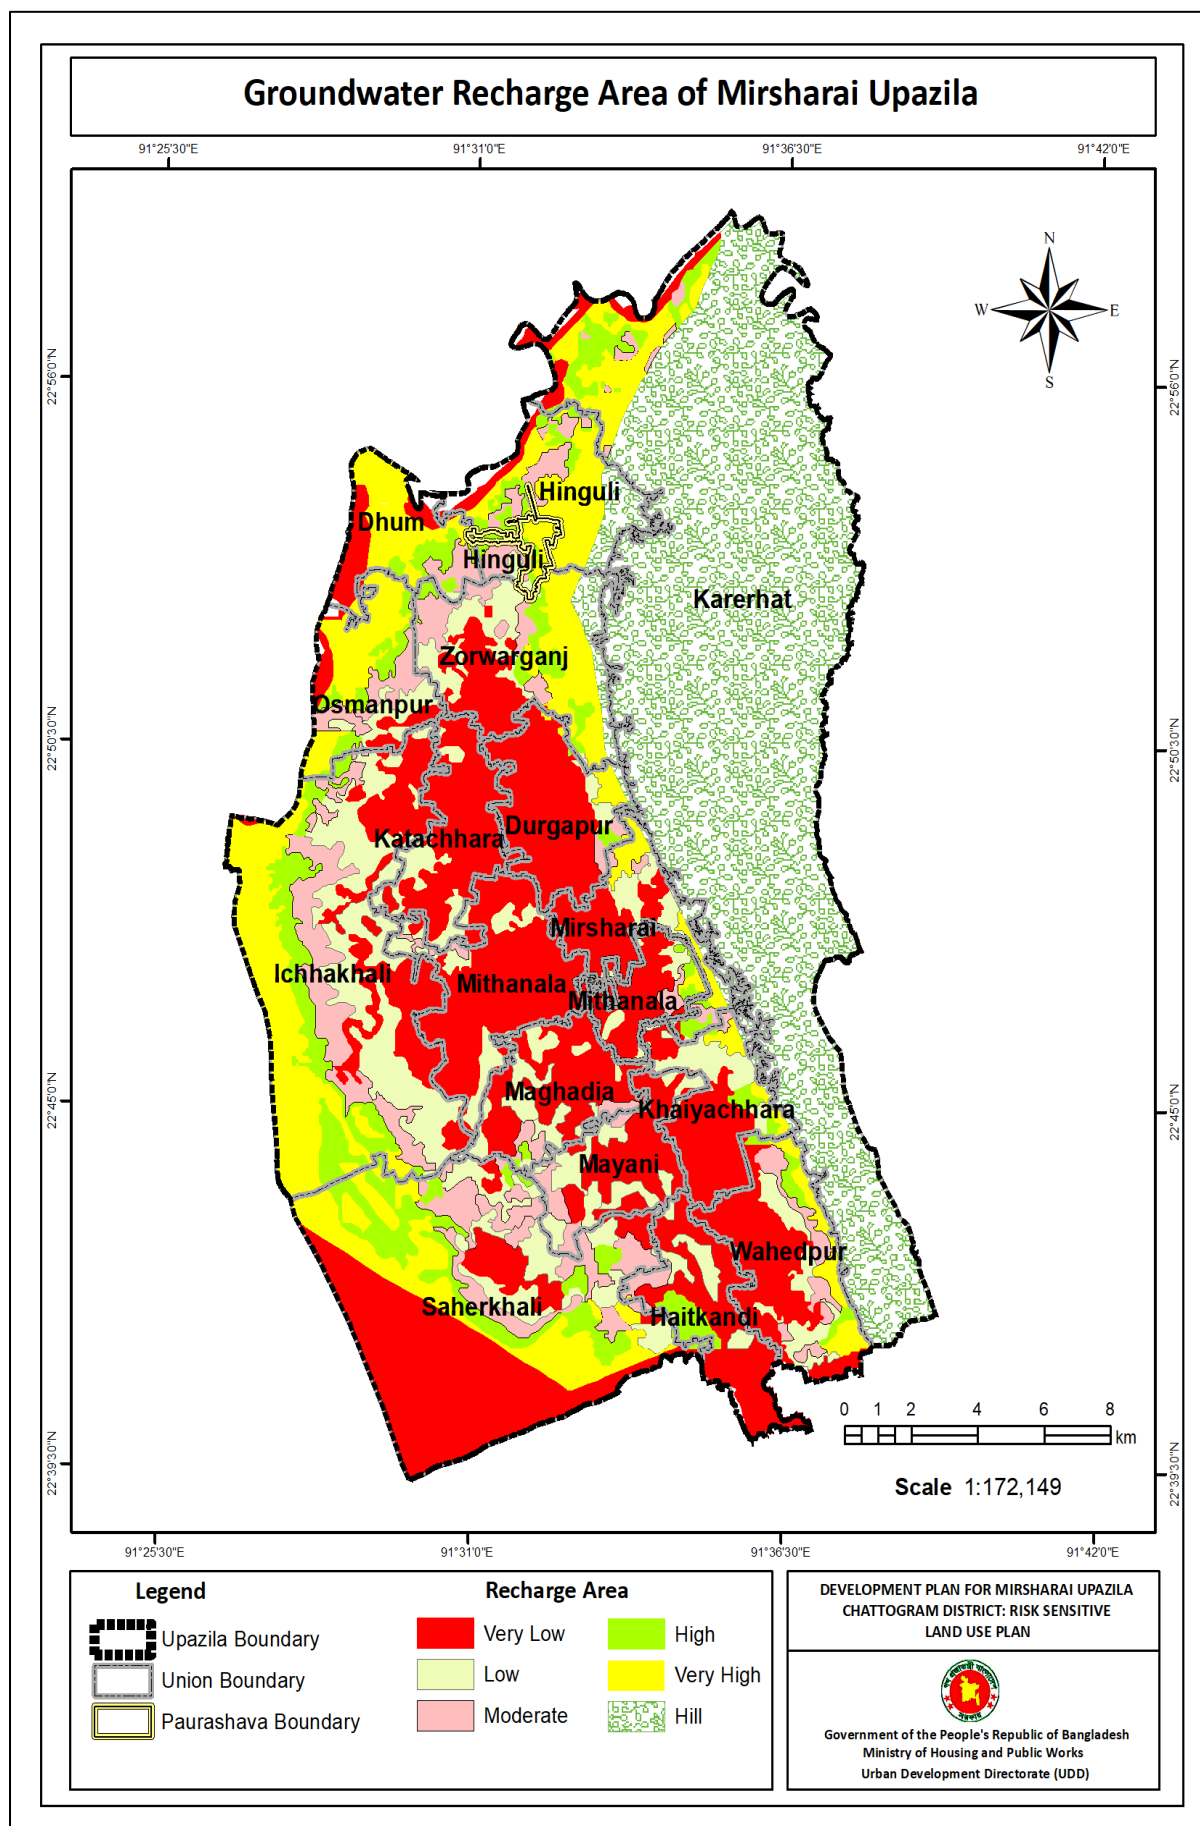 Groundwater Recharge Area of Mirsharai Upazila
91°25'30"E 91°31'0"E 91°36'30"E 91°42'0"E
N
W E
S
22°56'0"N 22°56'0"N
Hinguli
Dhum
Hinguli
Karerhat
Zorwarganj
Osmanpur
22°50'30"N 22°50'30"N
Durgapur
Katachhara
Mirsharai
Ichhakhali
Mithanala
Mithanala
Maghadia
22°45'0"N 22°45'0"N
Khaiyachhara
Mayani
Wahedpur
Saherkhali
Haitkandi
0 1 2 4 6 8
km
22°39'30"N 22°39'30"N
Scale 1:172,149
91°25'30"E 91°31'0"E 91°36'30"E 91°42'0"E
Legend
Upazila Boundary
Union Boundary
Paurashava Boundary
Recharge Area
Very Low
Low
Moderate
High
Very High
Hill
DEVELOPMENT PLAN FOR MIRSHARAI UPAZILA
CHATTOGRAM DISTRICT: RISK SENSITIVE
LAND USE PLAN
Government of the People's Republic of Bangladesh
Ministry of Housing and Public Works
Urban Development Directorate (UDD)